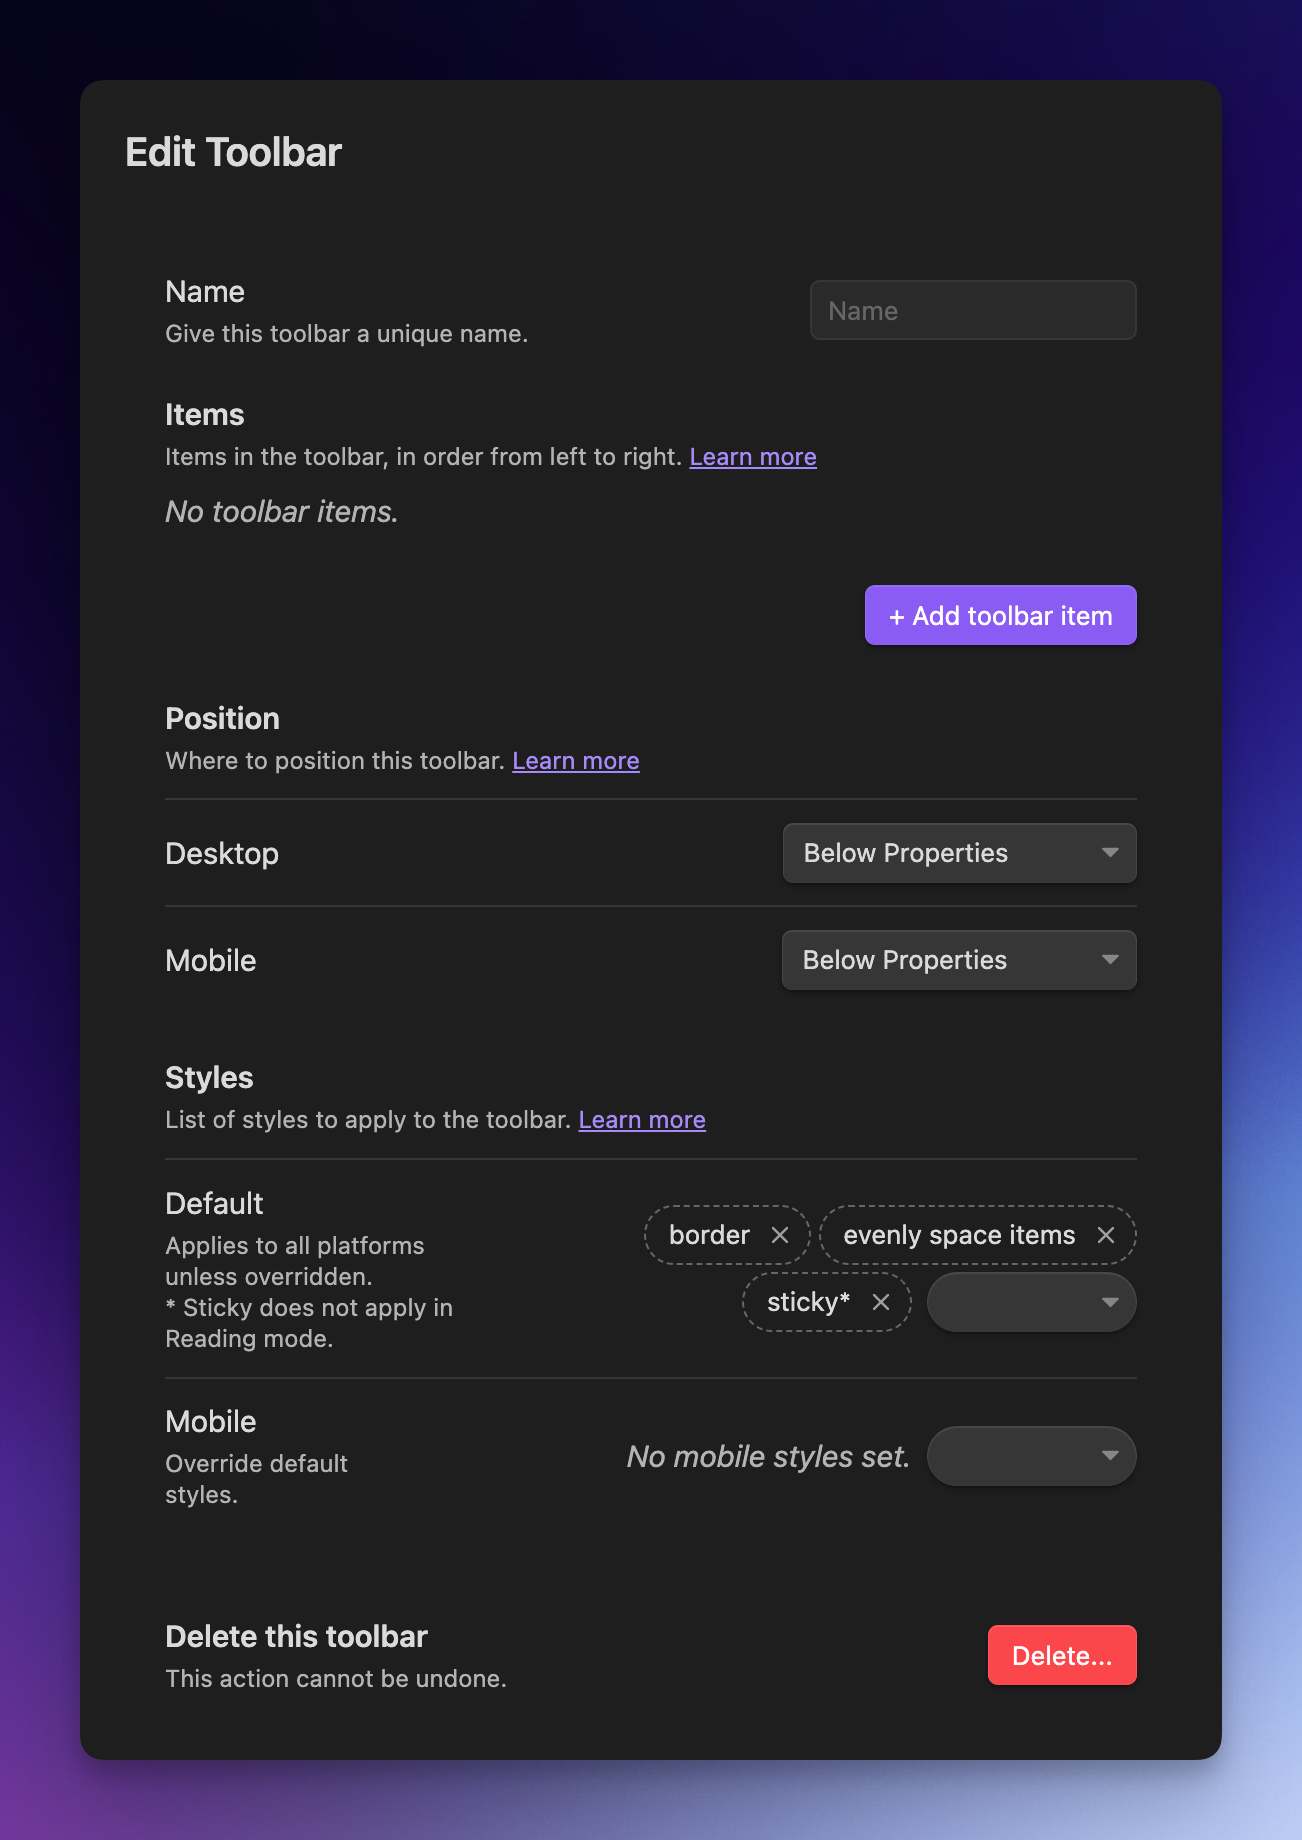 Edit Toolbar
Name
Give this toolbar a unique name.
Name
Items
Items in the toolbar, in order from left to right. Learn more
No toolbar items.
+ Add toolbar item
Position
Where to position this toolbar. Learn more
Desktop
Below Properties
Mobile
Below Properties
Styles
List of styles to apply to the toolbar. Learn more
Default
Applies to all platforms
unless overridden.
* Sticky does not apply in
Reading mode.
border
evenly space items
sticky*
Mobile
Override default
styles.
No mobile styles set.
Delete this toolbar
This action cannot be undone.
Delete...